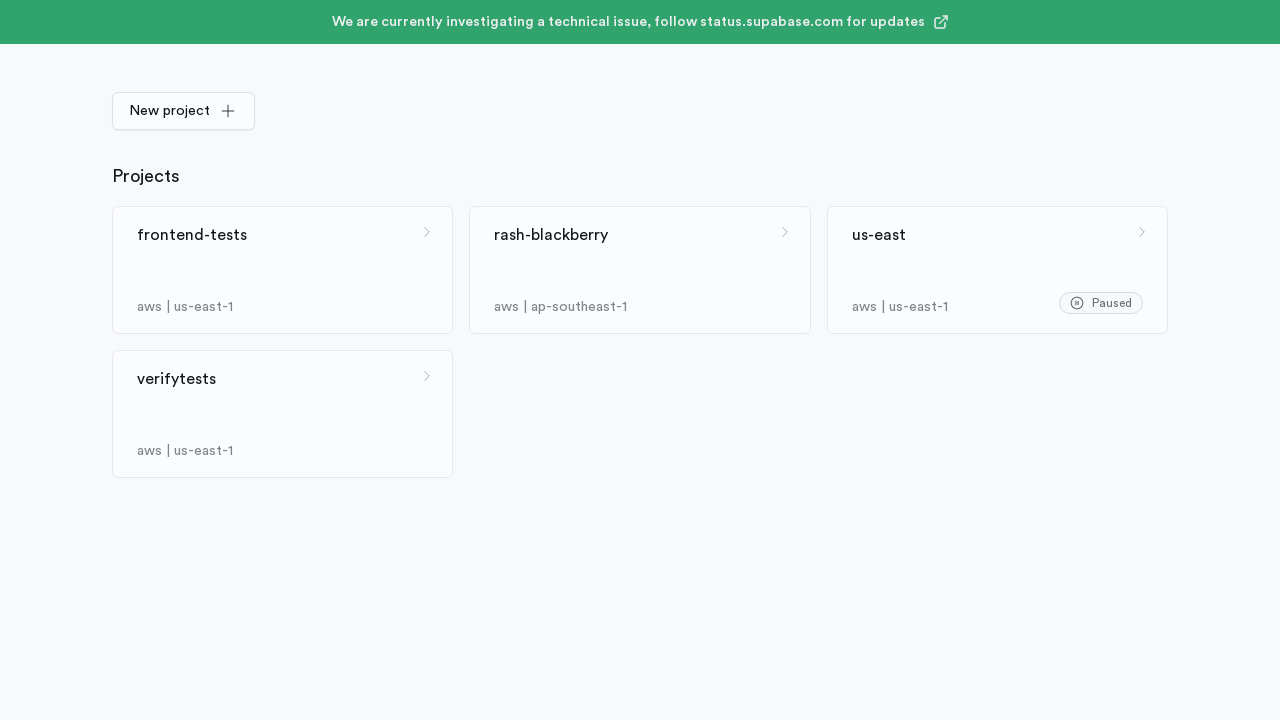 We are currently investigating a technical issue, follow status.supabase.com for updates
New project
Projects
frontend-tests
aws | us-east-1
rash-blackberry
aws | ap-southeast-1
us-east
aws | us-east-1
Paused
verifytests
aws | us-east-1